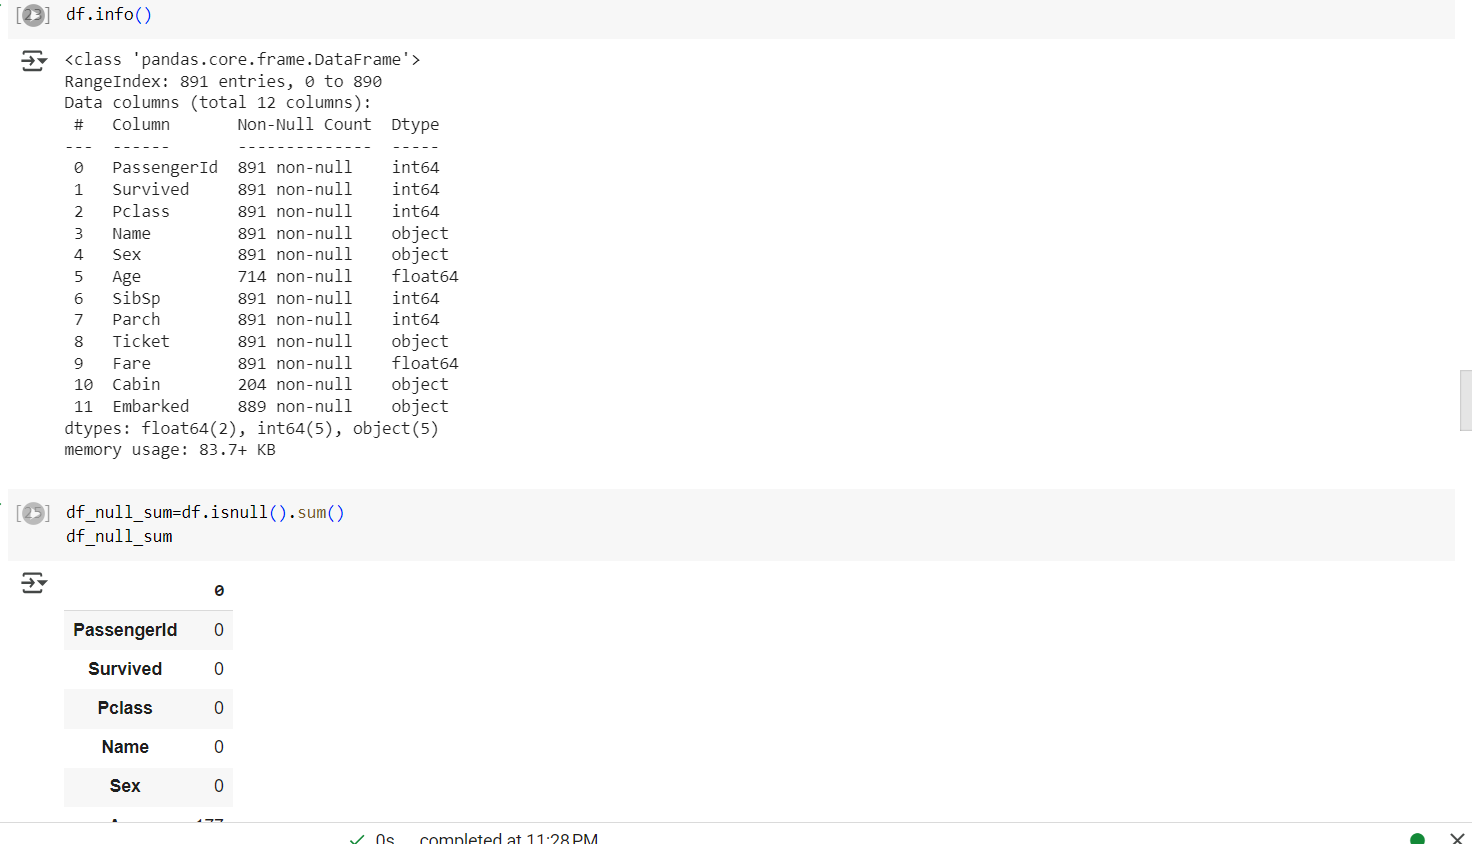 [23] df.info()
<class 'pandas.core.frame.DataFrame'>
RangeIndex: 891 entries, 0 to 890
Data columns (total 12 columns):
 #   Column       Non-Null Count  Dtype
---  ------       --------------  -----
 0   PassengerId  891 non-null    int64
 1   Survived     891 non-null    int64
 2   Pclass       891 non-null    int64
 3   Name         891 non-null    object
 4   Sex          891 non-null    object
 5   Age          714 non-null    float64
 6   SibSp        891 non-null    int64
 7   Parch        891 non-null    int64
 8   Ticket       891 non-null    object
 9   Fare         891 non-null    float64
 10  Cabin        204 non-null    object
 11  Embarked     889 non-null    object
dtypes: float64(2), int64(5), object(5)
memory usage: 83.7+ KB
[25] df_null_sum=df.isnull().sum()
df_null_sum
0
PassengerId 0
Survived 0
Pclass 0
Name 0
Sex 0
0s completed at 11:28 PM